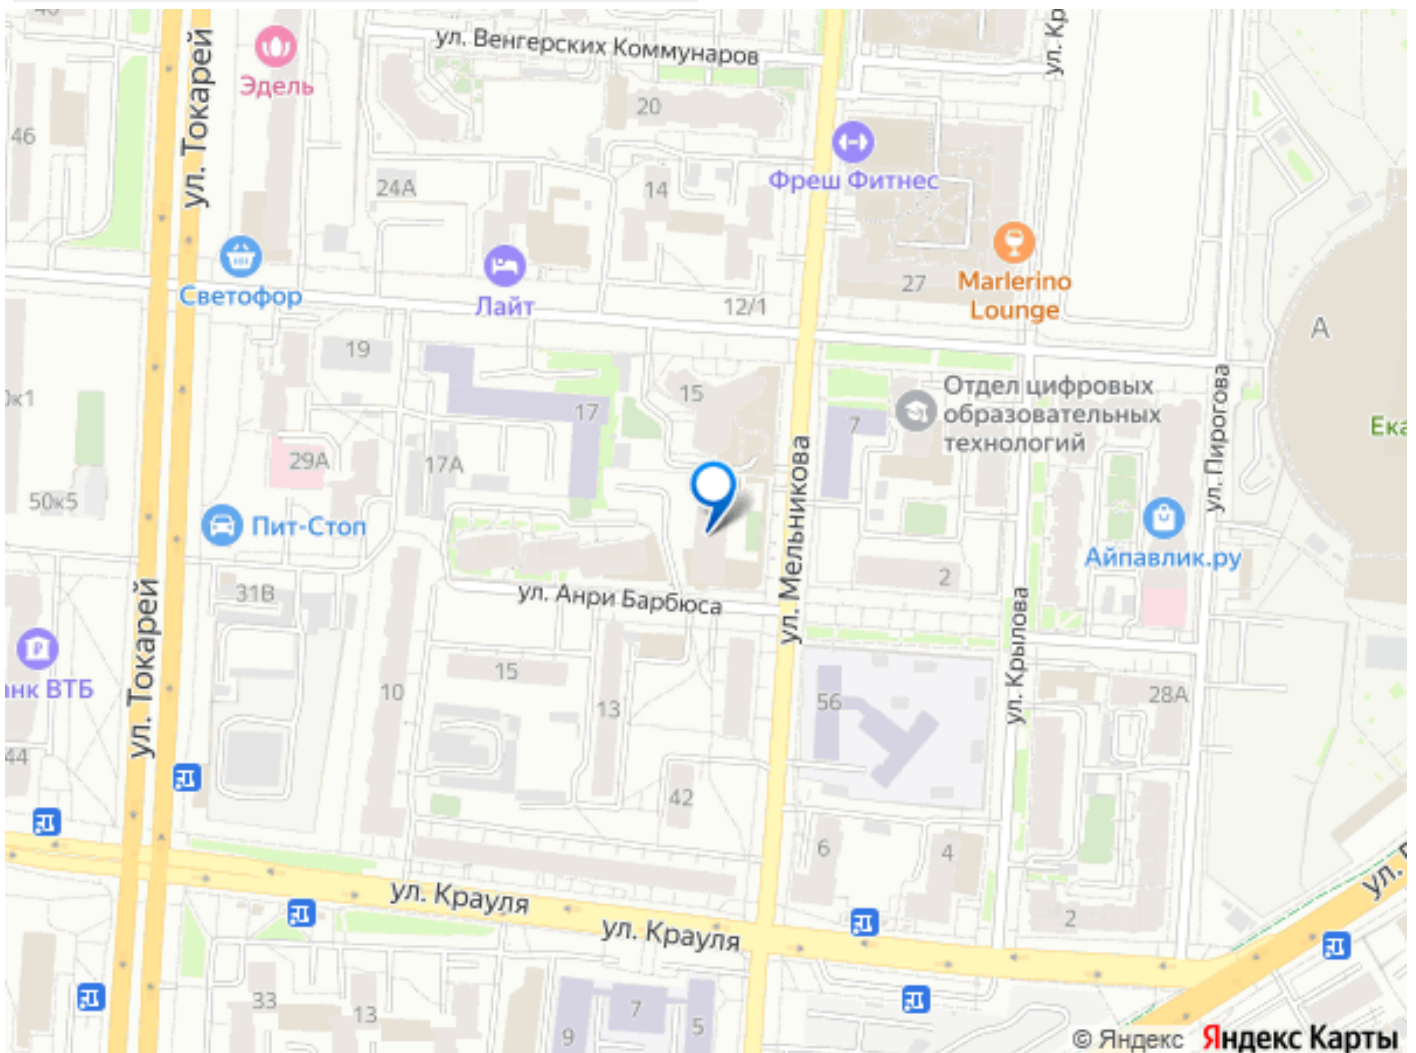 40
ул. Венгерских Коммунаров
ул. Кр
Эдель
ул. Токарей
20
46
Фреш Фитнес
24А
14
Светофор
Лайт
12/1
27
Marlerino
Lounge
А
19
15
Отдел цифровых
образовательных
технологий
ул. Пирогова
к1
17
7
Ека
29А
17А
ул. Мельникова
50к5
Пит-Стоп
Айпавлик.ру
31В
ул. Анри Барбюса
2
ул. Токарей
ул. Крылова
нк ВТБ
15
10
13
56
28А
44
42
6
4
ул. Крауля
ул. Крауля
2
ул.
33
13
7
9
5
© Яндекс Яндекс Карты